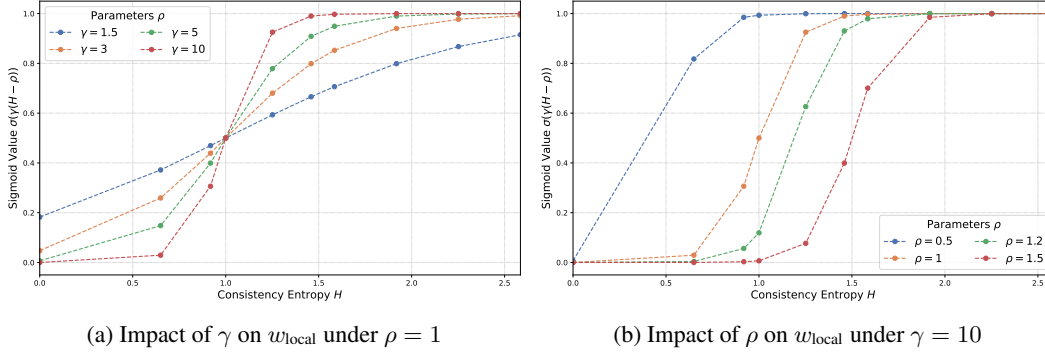 Parameters ρ
γ = 1.5
γ = 5
γ = 3
γ = 10
Sigmoid Value σ(γ(H − ρ))
1.0
0.8
0.6
0.4
0.2
0.0
0.0
0.5
1.0
1.5
2.0
2.5
Consistency Entropy H
(a) Impact of γ on w_local under ρ = 1
Sigmoid Value σ(γ(H − ρ))
1.0
0.8
0.6
0.4
0.2
0.0
Parameters ρ
ρ = 0.5
ρ = 1.2
ρ = 1
ρ = 1.5
0.0
0.5
1.0
1.5
2.0
2.5
Consistency Entropy H
(b) Impact of ρ on w_local under γ = 10